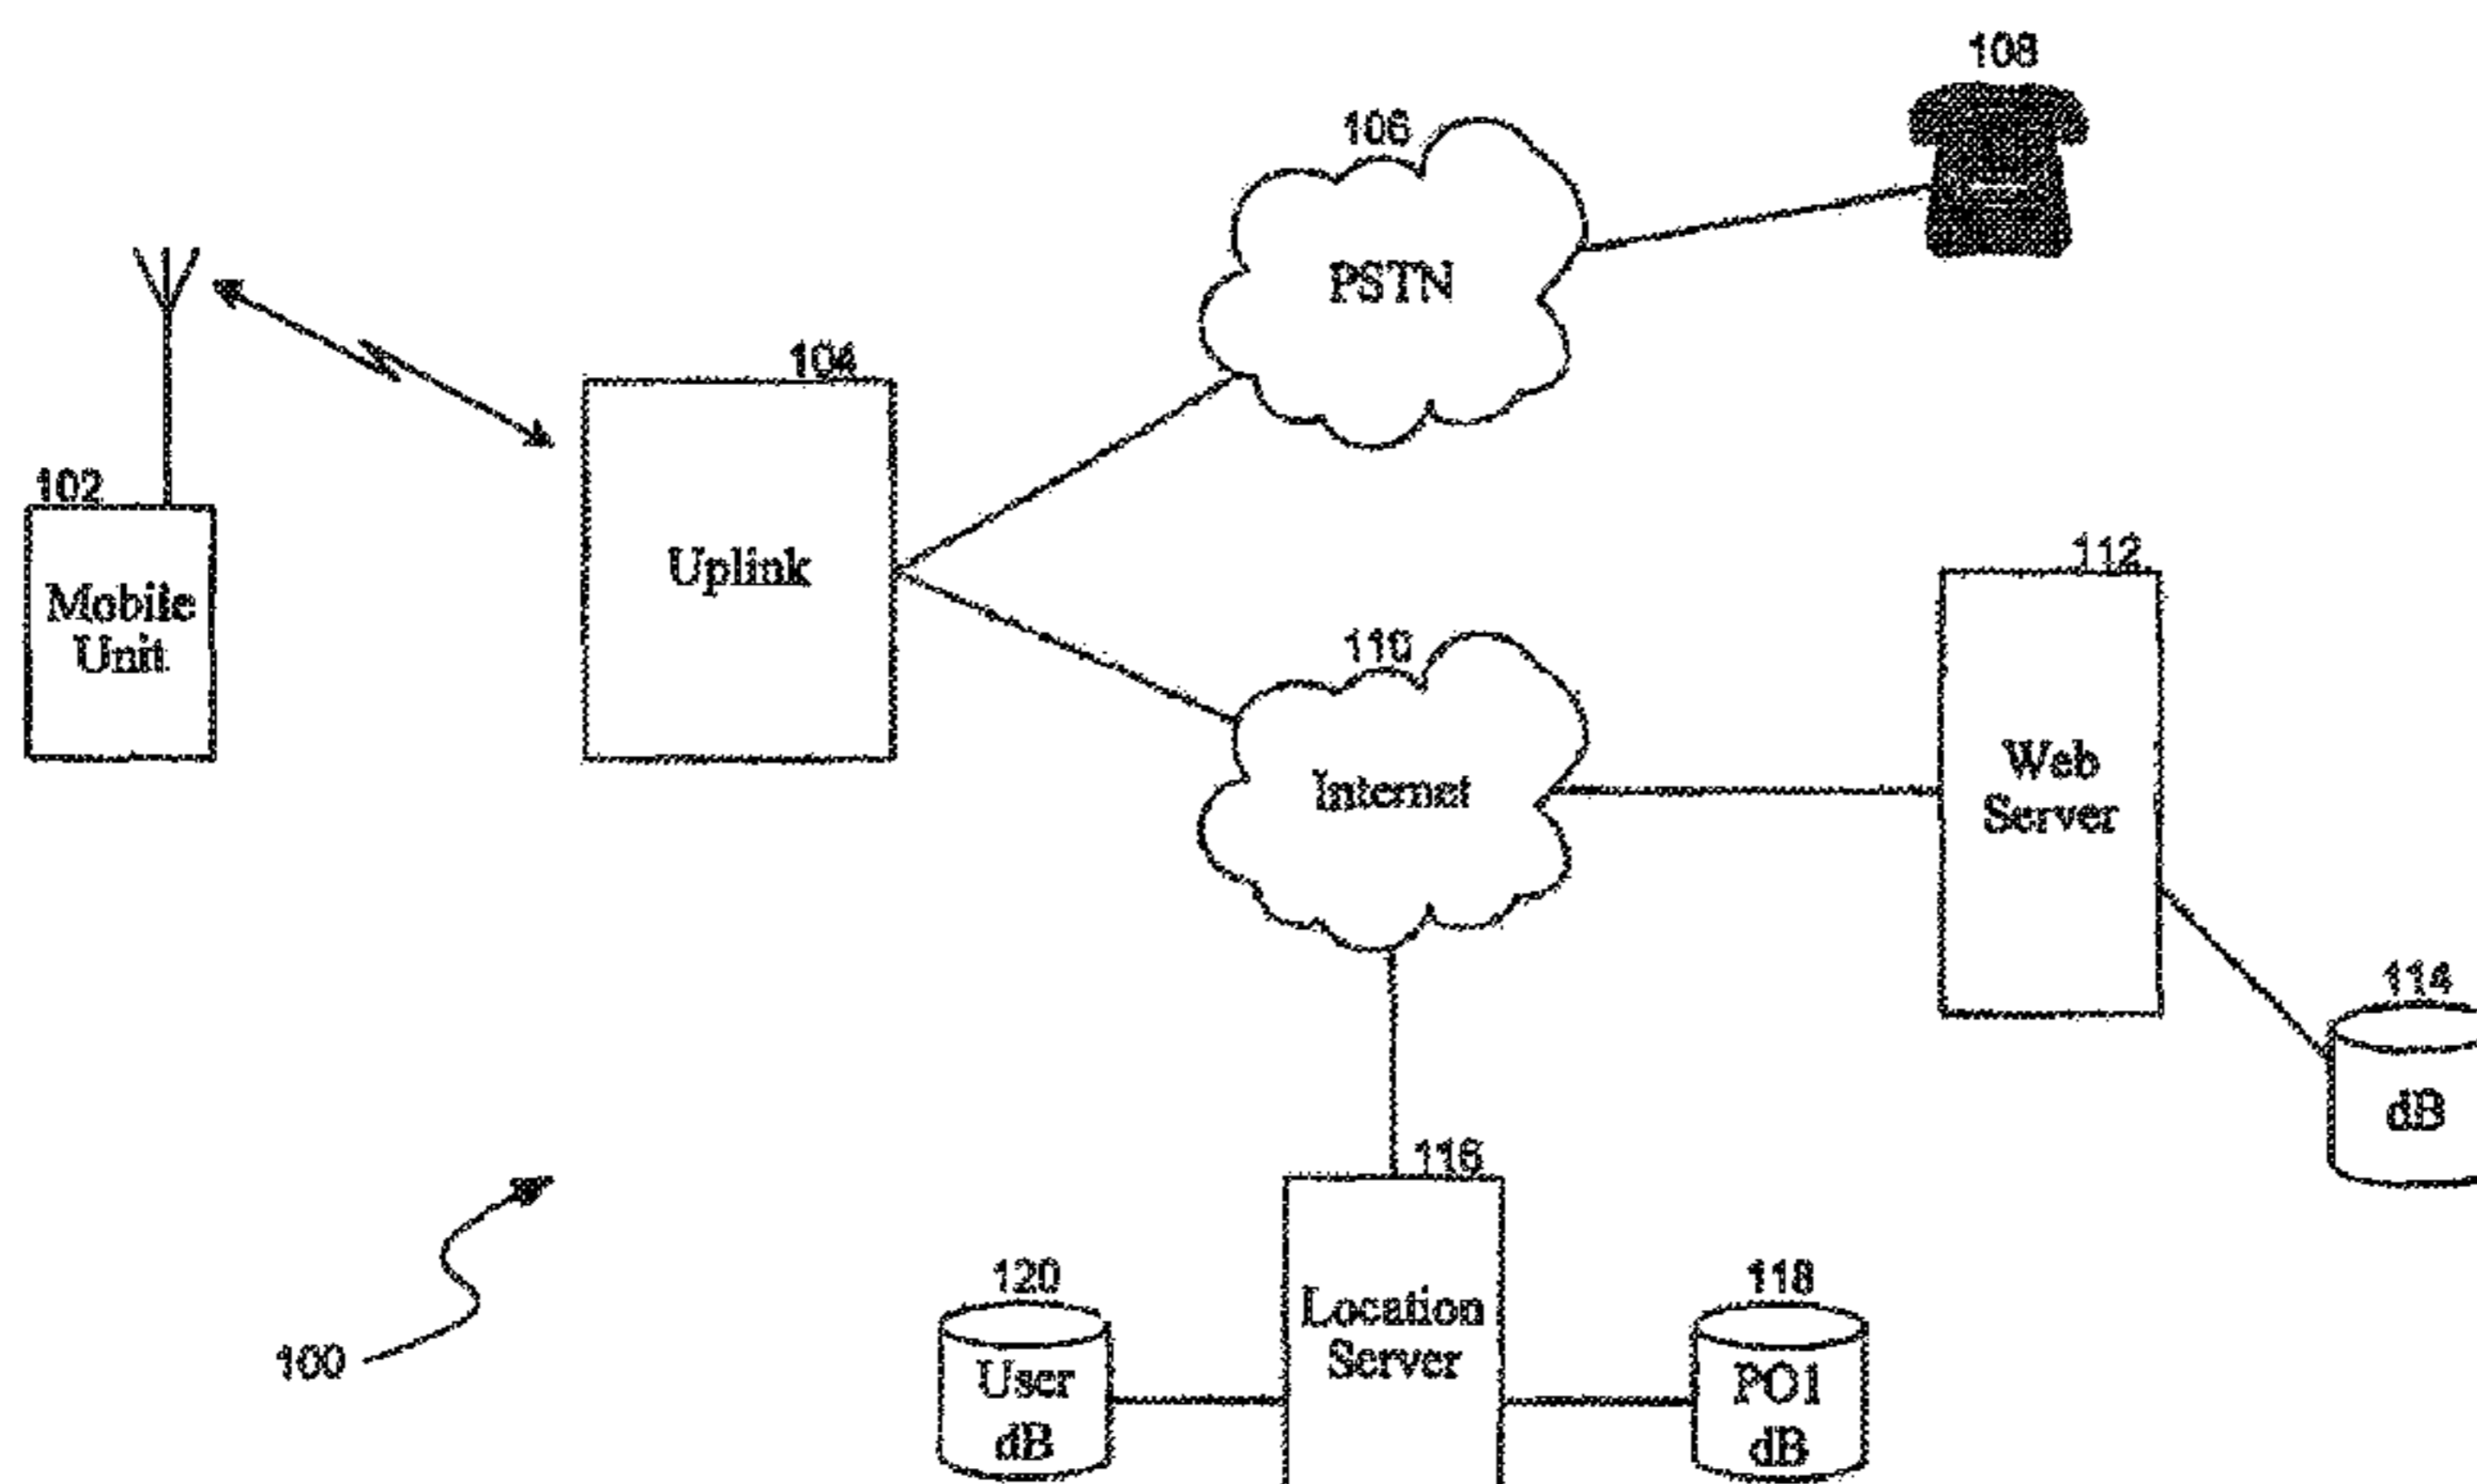 108
106
PSTN
104
Uplink
102
Mobile
Unit
112
110
Web
Server
Internet
114
dB
116
100
120
118
Location
Server
User
dB
PO1
dB